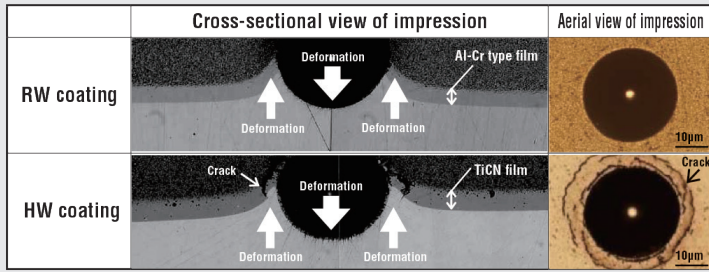 Cross-sectional view of impression
Aerial view of impression
RW coating
Deformation
Al-Cr type film
Deformation
Deformation
10μm
HW coating
Crack
Deformation
TiCN film
Deformation
Deformation
Crack
10μm